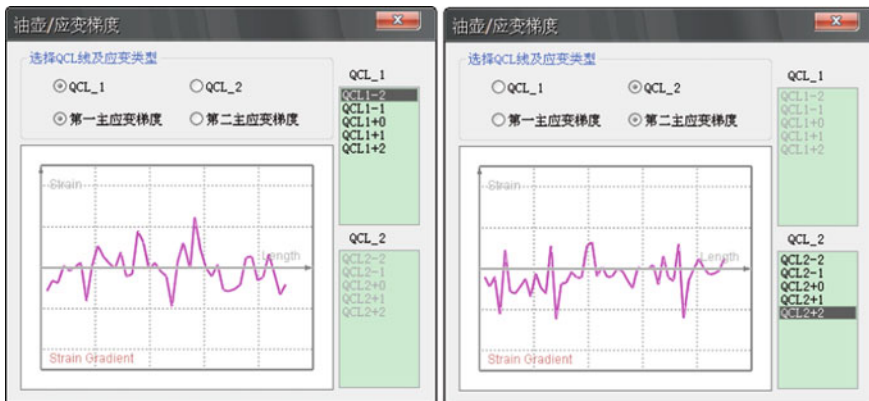 油壶/应变梯度
选择QCL线及应变类型
QCL_1
QCL_2
第一主应变梯度
第二主应变梯度
Strain
Length
Strain Gradient
QCL_1
QCL1-2
QCL1-1
QCL1+0
QCL1+1
QCL1+2
QCL_2
QCL2-2
QCL2-1
QCL2+0
QCL2+1
QCL2+2
油壶/应变梯度
选择QCL线及应变类型
QCL_1
QCL_2
第一主应变梯度
第二主应变梯度
Strain
Length
Strain Gradient
QCL_1
QCL1-2
QCL1-1
QCL1+0
QCL1+1
QCL1+2
QCL_2
QCL2-2
QCL2-1
QCL2+0
QCL2+1
QCL2+2